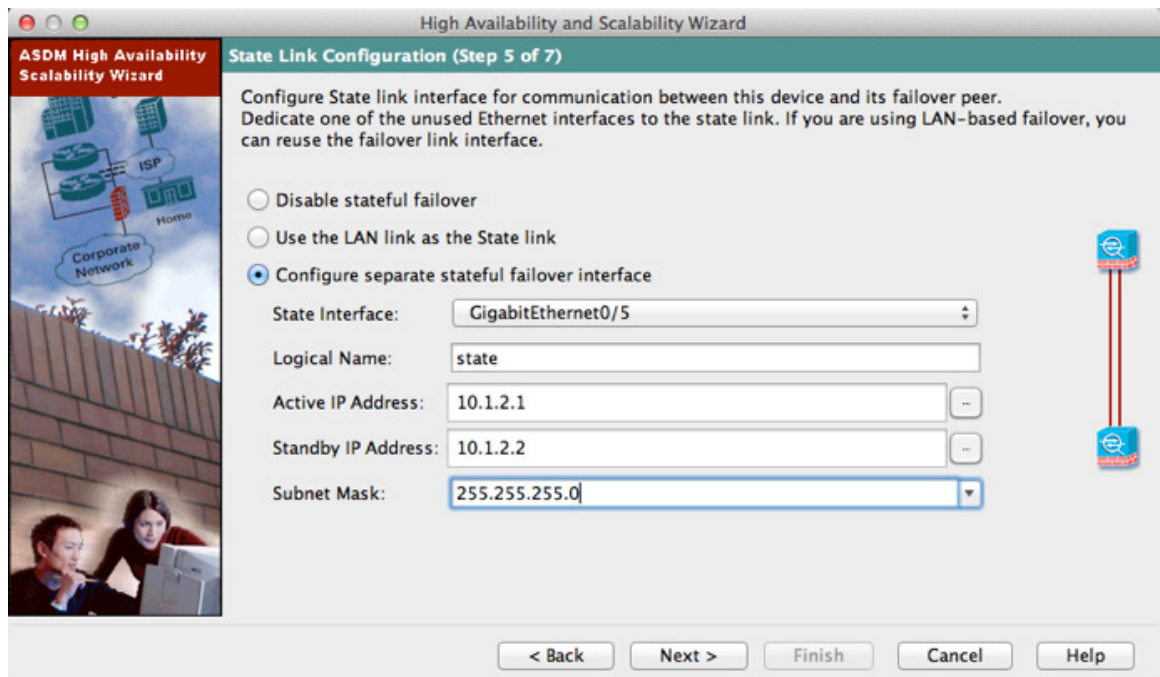 High Availability and Scalability Wizard
ASDM High Availability
Scalability Wizard
State Link Configuration (Step 5 of 7)
Configure State link interface for communication between this device and its failover peer.
Dedicate one of the unused Ethernet interfaces to the state link. If you are using LAN-based failover, you
can reuse the failover link interface.
ISP
Home
Corporate
Network
Disable stateful failover
Use the LAN link as the State link
Configure separate stateful failover interface
State Interface: GigabitEthernet0/5
Logical Name: state
Active IP Address: 10.1.2.1 ...
Standby IP Address: 10.1.2.2 ...
Subnet Mask: 255.255.255.0
< Back Next > Finish Cancel Help